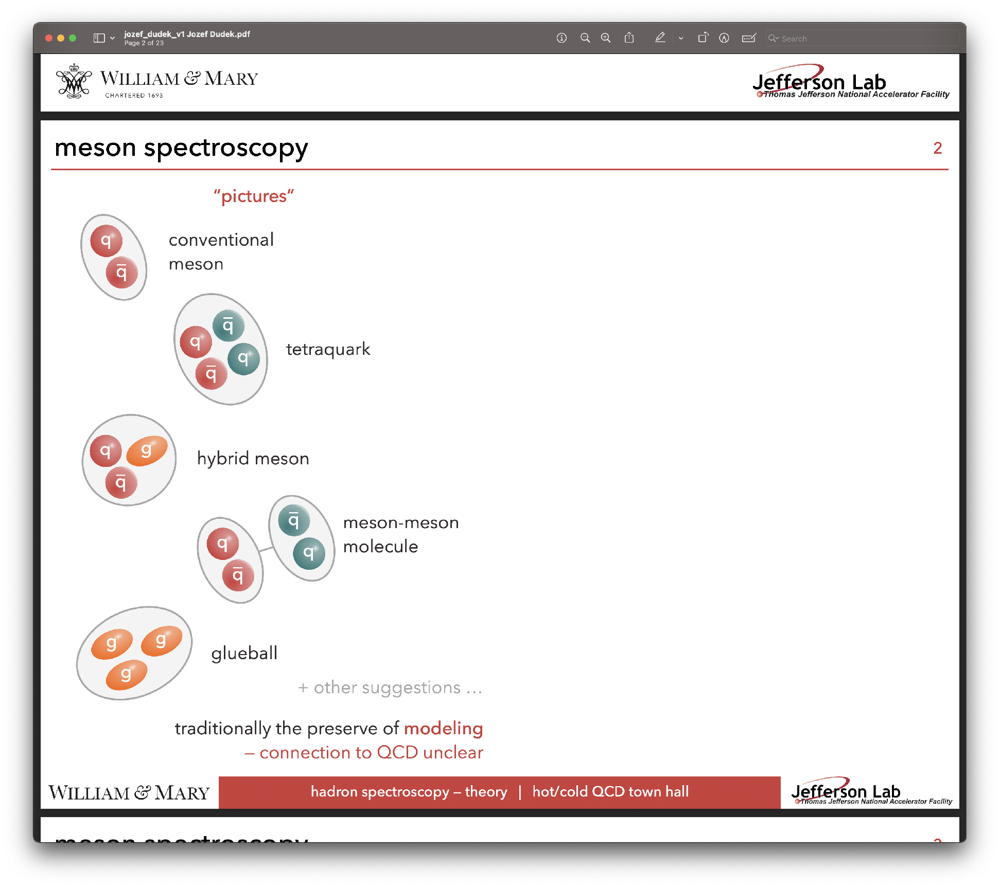 jozef_dudek_v1 Jozef Dudek.pdf
Page 2 of 23
Search
WILLIAM & MARY
CHARTERED 1693
Jefferson Lab
Thomas Jefferson National Accelerator Facility
meson spectroscopy
2
“pictures”
q
q̄
conventional
meson
q̄
q
q
q̄
tetraquark
q
g
q̄
hybrid meson
q̄
q
q
q̄
meson-meson
molecule
g
g
g
glueball
+ other suggestions …
traditionally the preserve of modeling
– connection to QCD unclear
WILLIAM & MARY
hadron spectroscopy – theory | hot/cold QCD town hall
Jefferson Lab
Thomas Jefferson National Accelerator Facility
meson spectroscopy